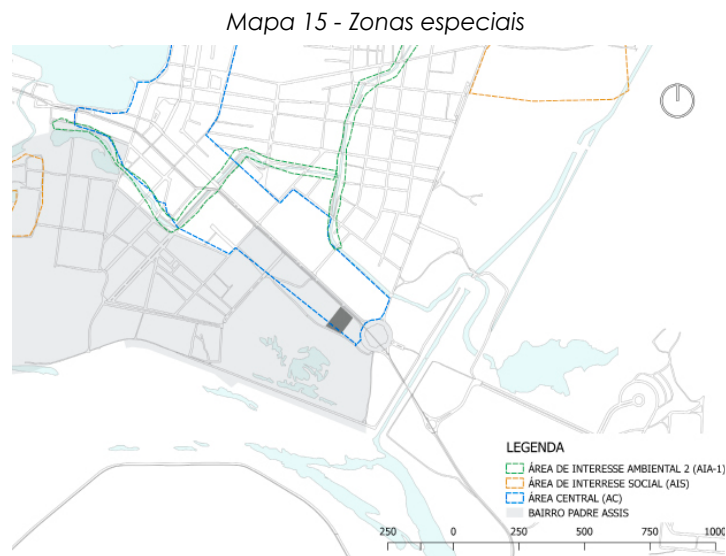 Mapa 15 - Zonas especiais
LEGENDA
ÁREA DE INTERESSE AMBIENTAL 2 (AIA-1)
ÁREA DE INTERRESE SOCIAL (AIS)
ÁREA CENTRAL (AC)
BAIRRO PADRE ASSIS
250 0 250 500 750 1000